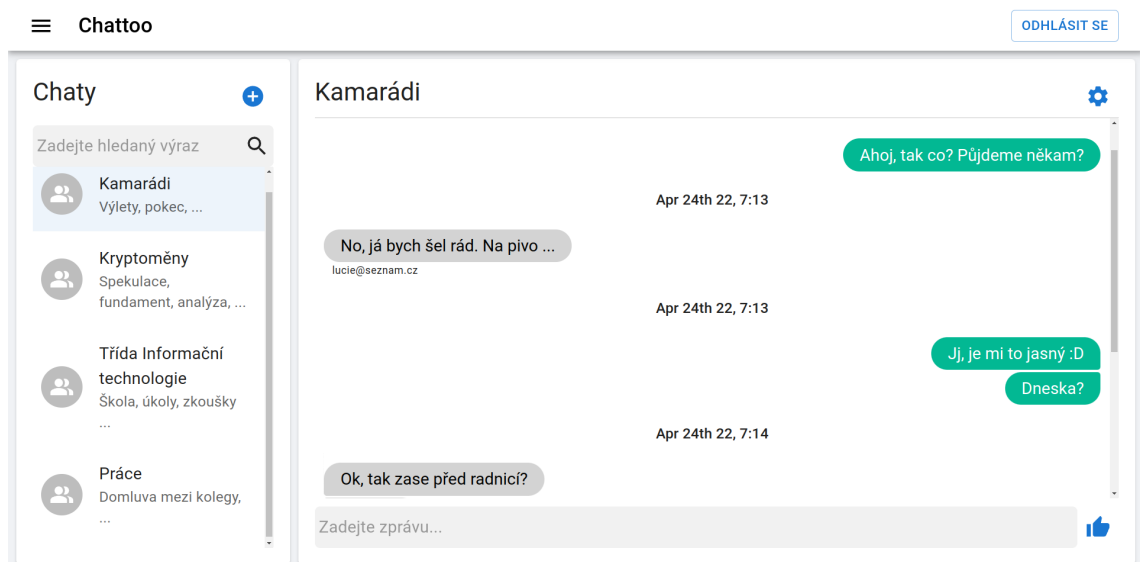 Chattoo
ODHLÁSIT SE
Chaty
Zadejte hledaný výraz
Kamarádi
Výlety, pokec, ...
Kryptoměny
Spekulace,
fundament, analýza, ...
Třída Informační
technologie
Škola, úkoly, zkoušky
...
Práce
Domluva mezi kolegy,
...
Kamarádi
Ahoj, tak co? Půjdeme někam?
Apr 24th 22, 7:13
No, já bych šel rád. Na pivo ...
lucie@seznam.cz
Apr 24th 22, 7:13
Jj, je mi to jasný :D
Dneska?
Apr 24th 22, 7:14
Ok, tak zase před radnicí?
Zadejte zprávu...